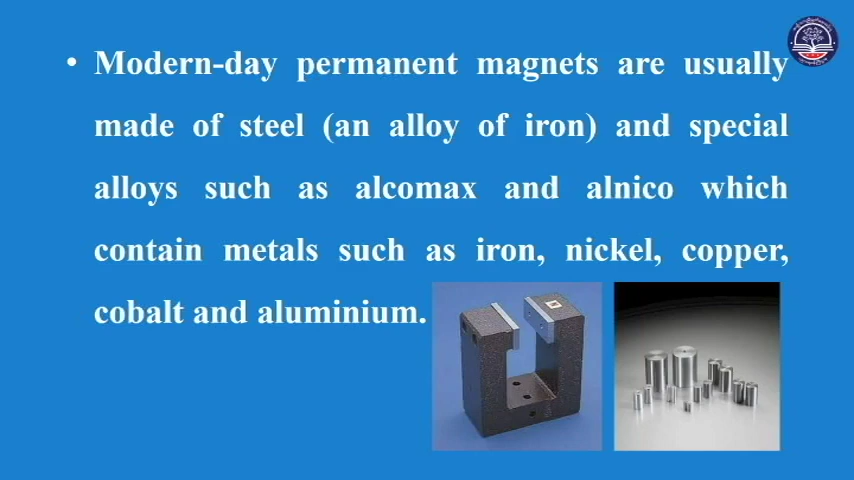 • Modern-day permanent magnets are usually
made of steel (an alloy of iron) and special
alloys such as alcomax and alnico which
contain metals such as iron, nickel, copper,
cobalt and aluminium.